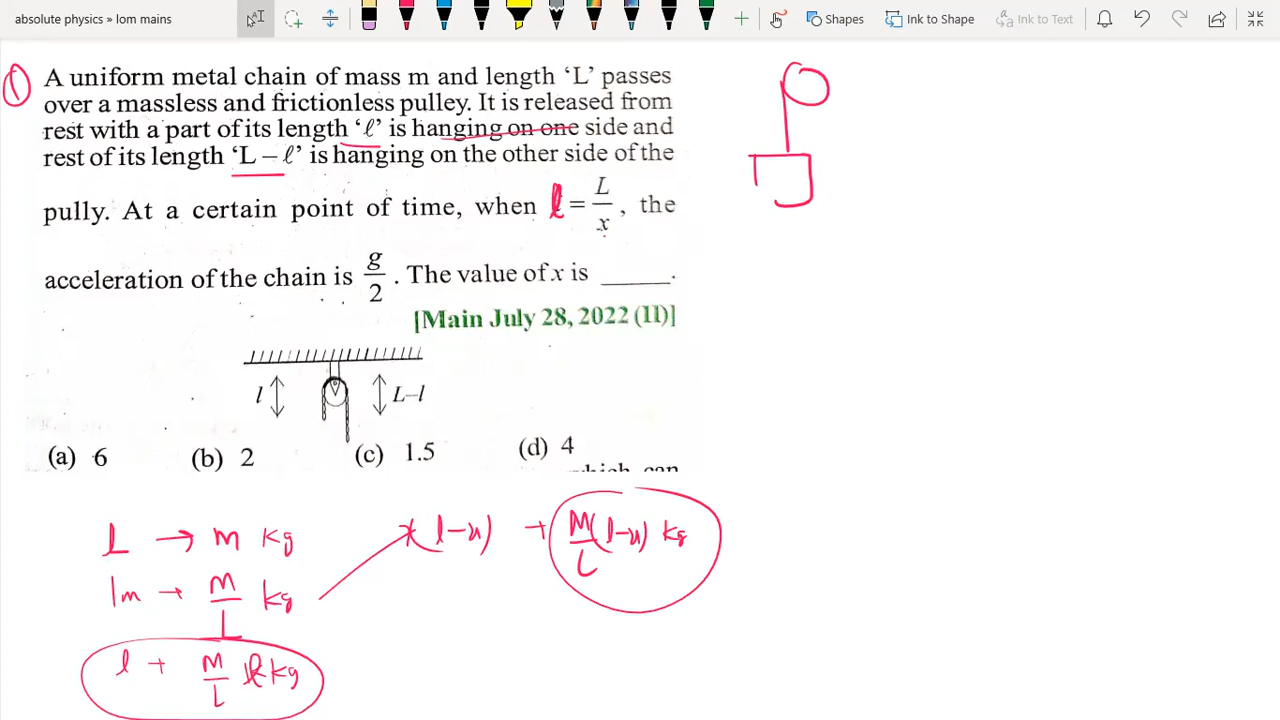 absolute physics » lom mains
Shapes Ink to Shape Ink to Text
① A uniform metal chain of mass m and length ‘L’ passes
over a massless and frictionless pulley. It is released from
rest with a part of its length ‘ℓ’ is hanging on one side and
rest of its length ‘L – ℓ’ is hanging on the other side of the
pully. At a certain point of time, when l = L/x, the
acceleration of the chain is g/2. The value of x is _____.
[Main July 28, 2022 (II)]
l L–l
(a) 6 (b) 2 (c) 1.5 (d) 4
which can
L → m kg
1m → M/L kg
l → M/L l kg
(l-x) → M/L (l-x) kg